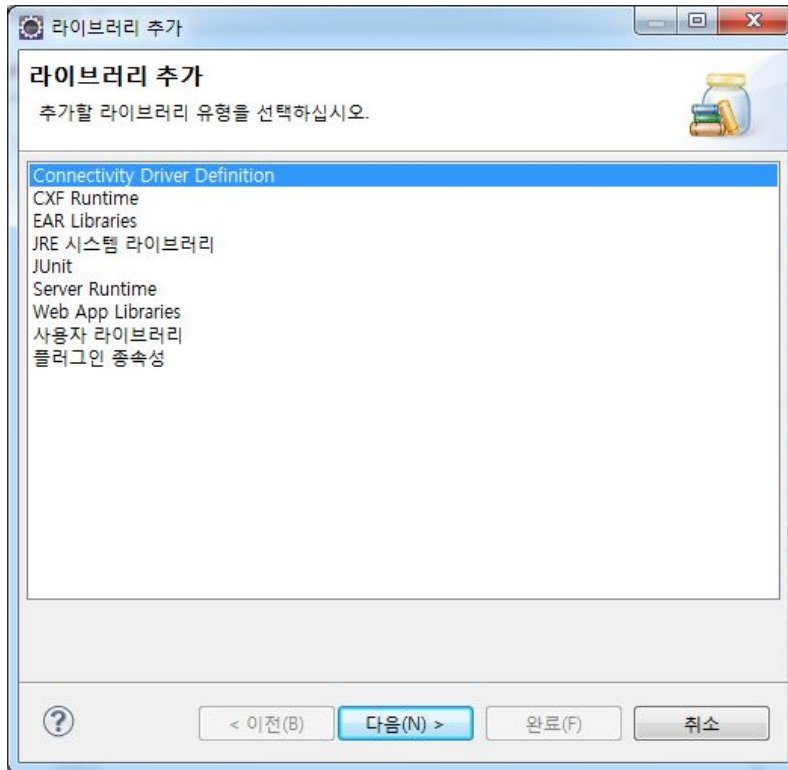 라이브러리 추가
라이브러리 추가
추가할 라이브러리 유형을 선택하십시오.
Connectivity Driver Definition
CXF Runtime
EAR Libraries
JRE 시스템 라이브러리
JUnit
Server Runtime
Web App Libraries
사용자 라이브러리
플러그인 종속성
?
< 이전(B) 다음(N) > 완료(F) 취소